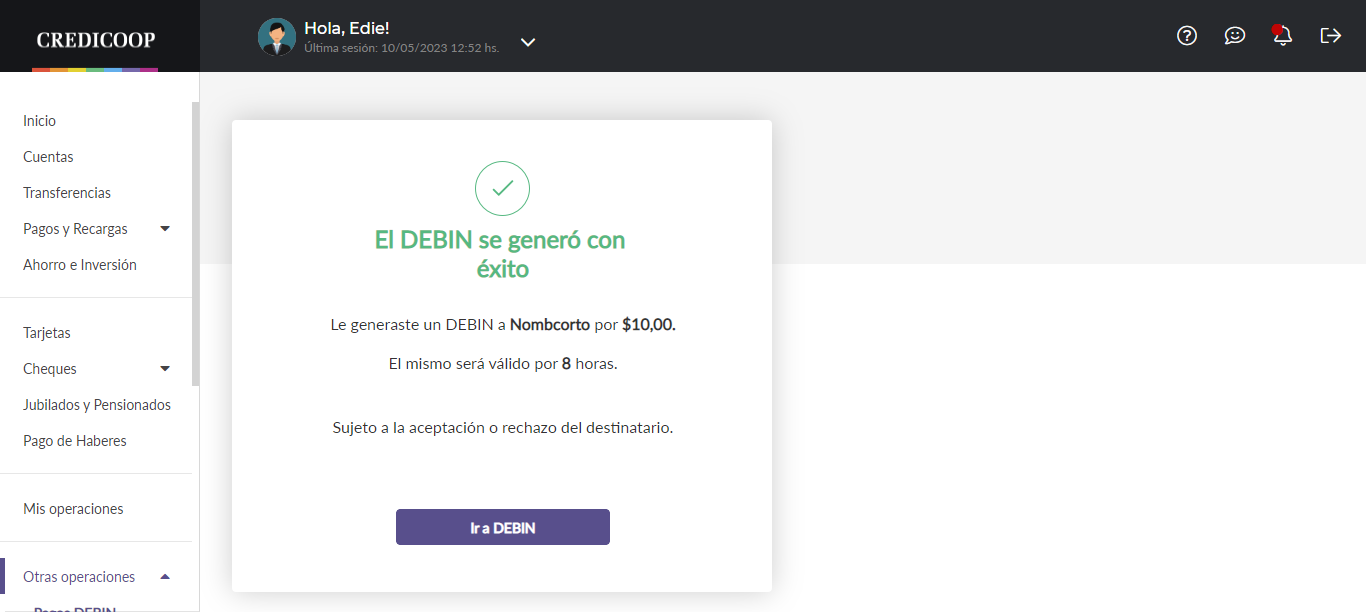 CREDICOOP
Hola, Edie!
Última sesión: 10/05/2023 12:52 hs.
Inicio
Cuentas
Transferencias
Pagos y Recargas
Ahorro e Inversión
Tarjetas
Cheques
Jubilados y Pensionados
Pago de Haberes
Mis operaciones
Otras operaciones
Pagos DEBIN
El DEBIN se generó con
éxito
Le generaste un DEBIN a Nombcorto por $10,00.
El mismo será válido por 8 horas.
Sujeto a la aceptación o rechazo del destinatario.
Ir a DEBIN